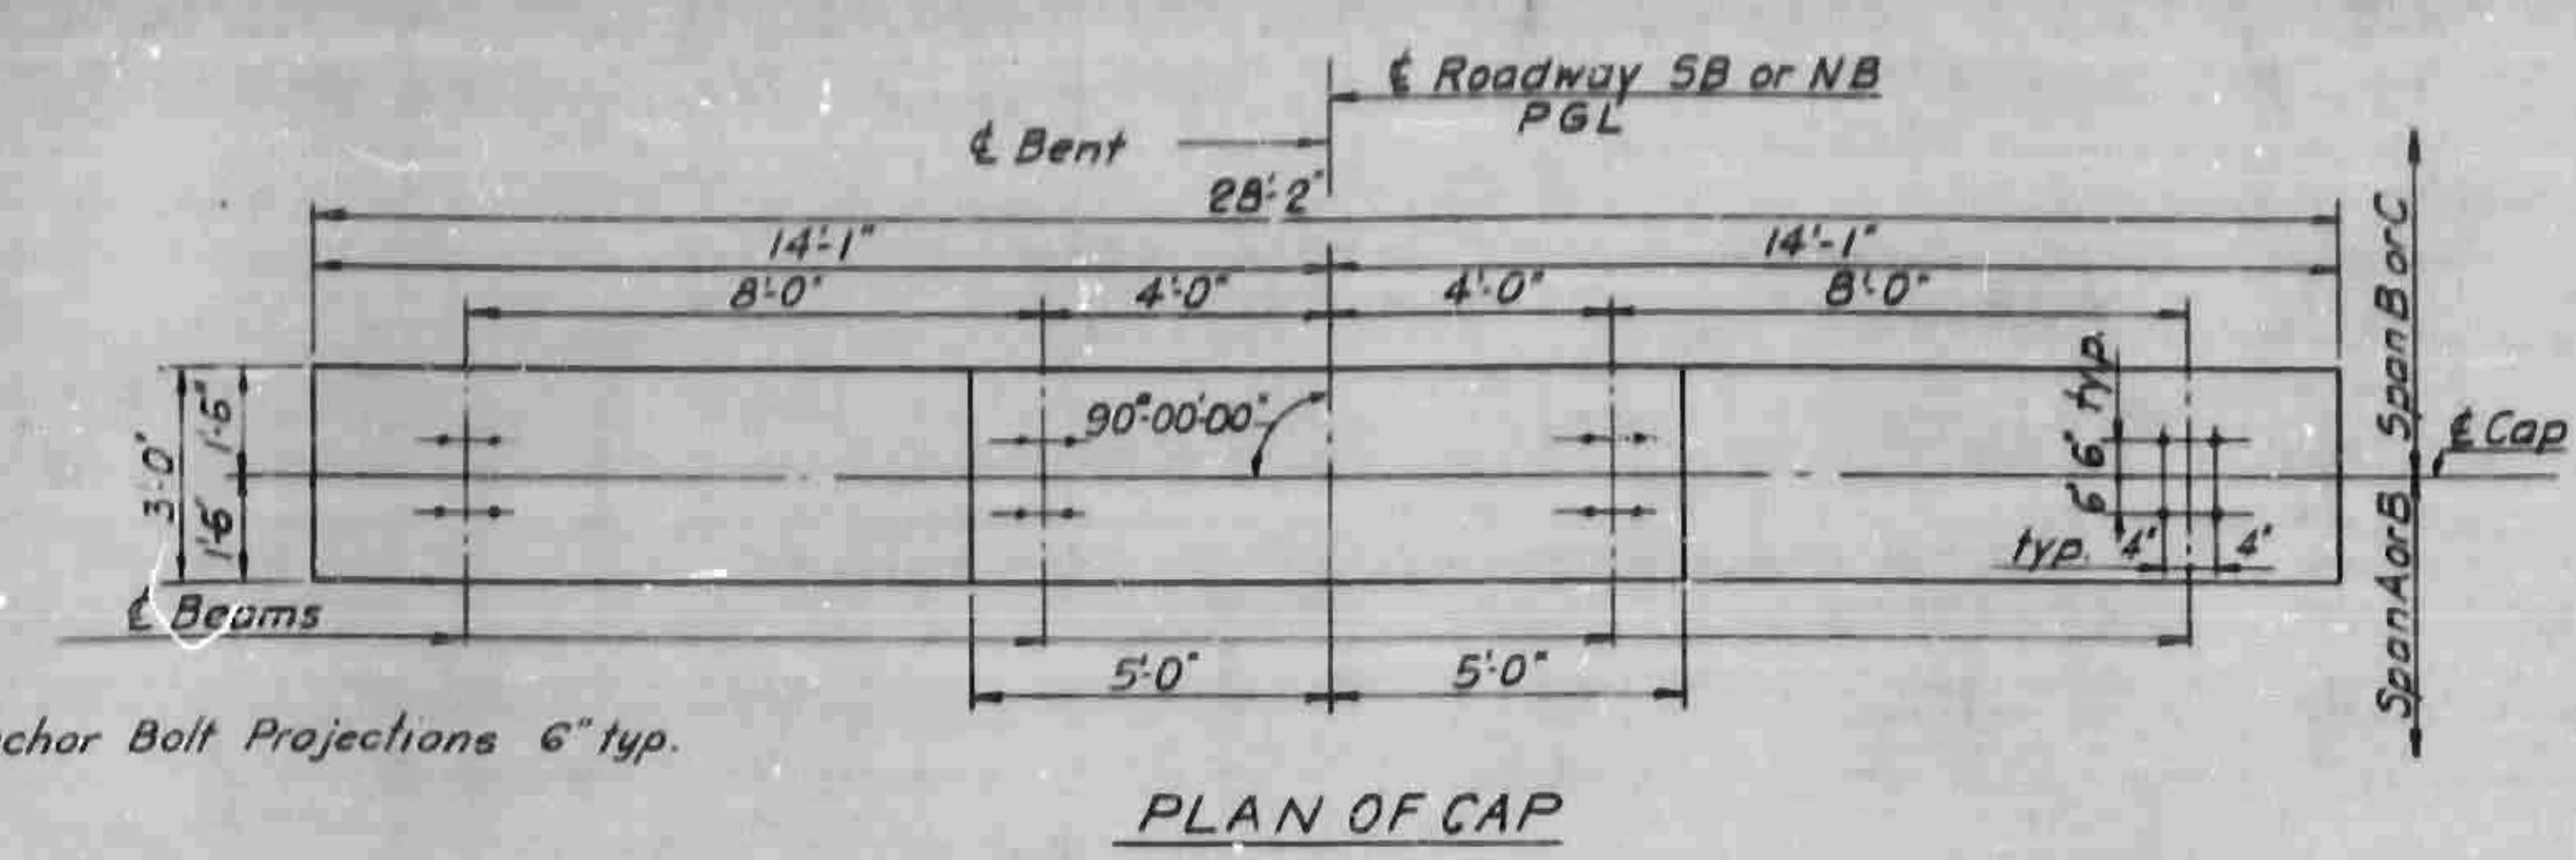 ℄ Roadway SB or NB
PGL
℄ Bent
28'-2"
14'-1" 14'-1"
8'-0" 4'-0" 4'-0" 8'-0"
3'-0"
1'-6"
1'-6"
90°-00'-00"
6" 6" typ.
typ. 4" 4"
Span A or B Span B or C
℄ Cap
℄ Beams
5'-0" 5'-0"
Bolt Projections 6" typ.
PLAN OF CAP